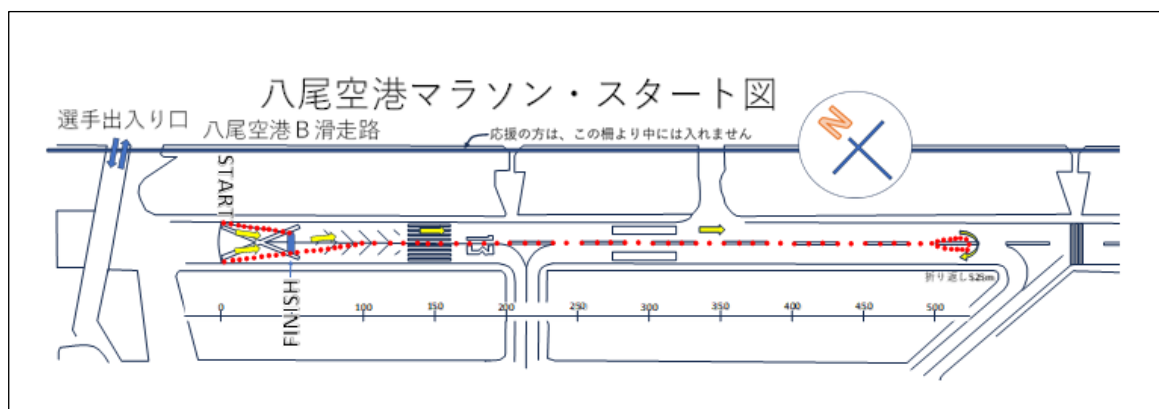 八尾空港マラソン・スタート図
選手出入り口
八尾空港B滑走路
応援の方は、この柵より中には入れません
N
START
折り返し525m
0 50 100 150 200 250 300 350 400 450 500
FINISH